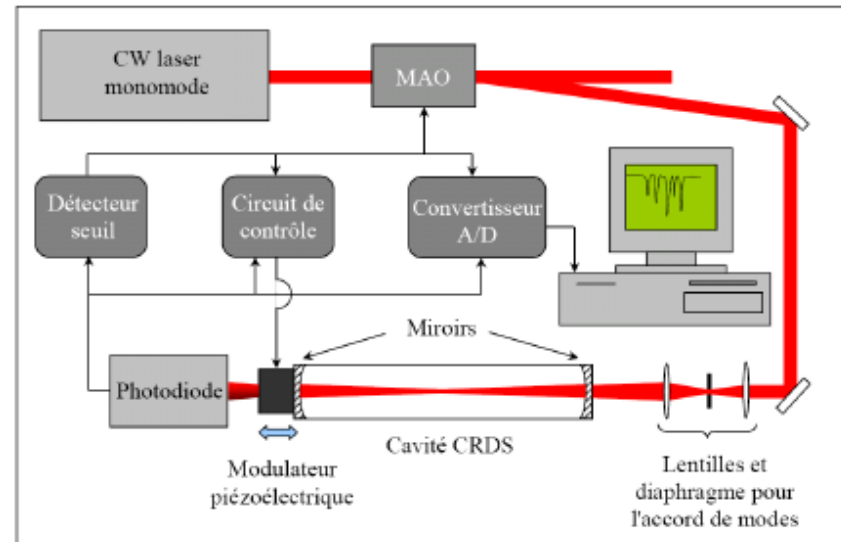 CW laser
monomode
MAO
Détecteur
seuil
Circuit de
contrôle
Convertisseur
A/D
Miroirs
Photodiode
Cavité CRDS
Modulateur
piézoélectrique
Lentilles et
diaphragme pour
l'accord de modes